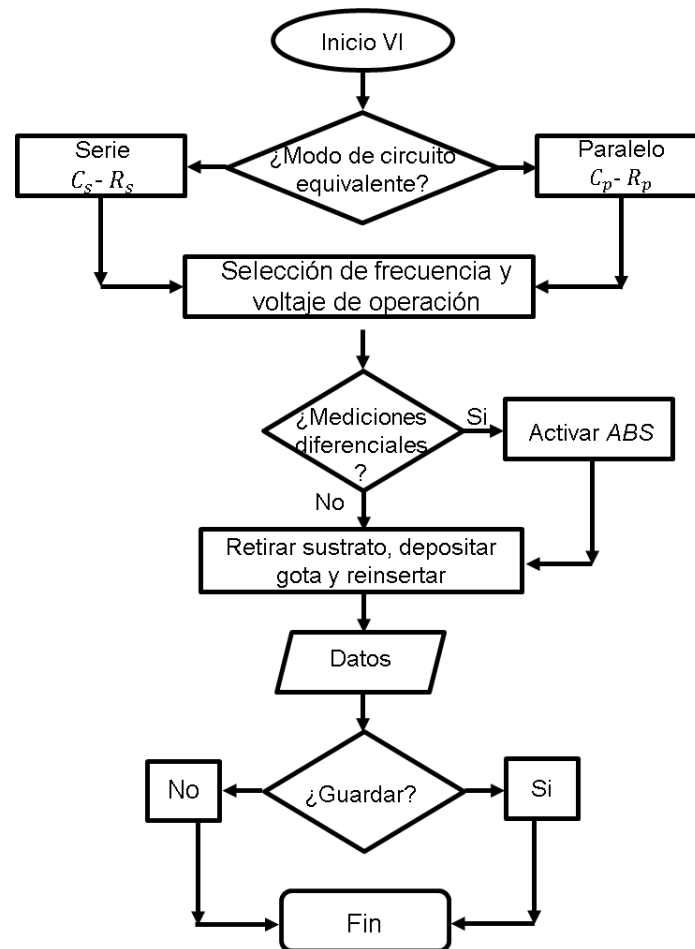 Inicio VI
¿Modo de circuito
equivalente?
Serie
Cₛ- Rₛ
Paralelo
Cₚ- Rₚ
Selección de frecuencia y
voltaje de operación
¿Mediciones
diferenciales
?
Si
Activar ABS
No
Retirar sustrato, depositar
gota y reinsertar
Datos
¿Guardar?
No
Si
Fin